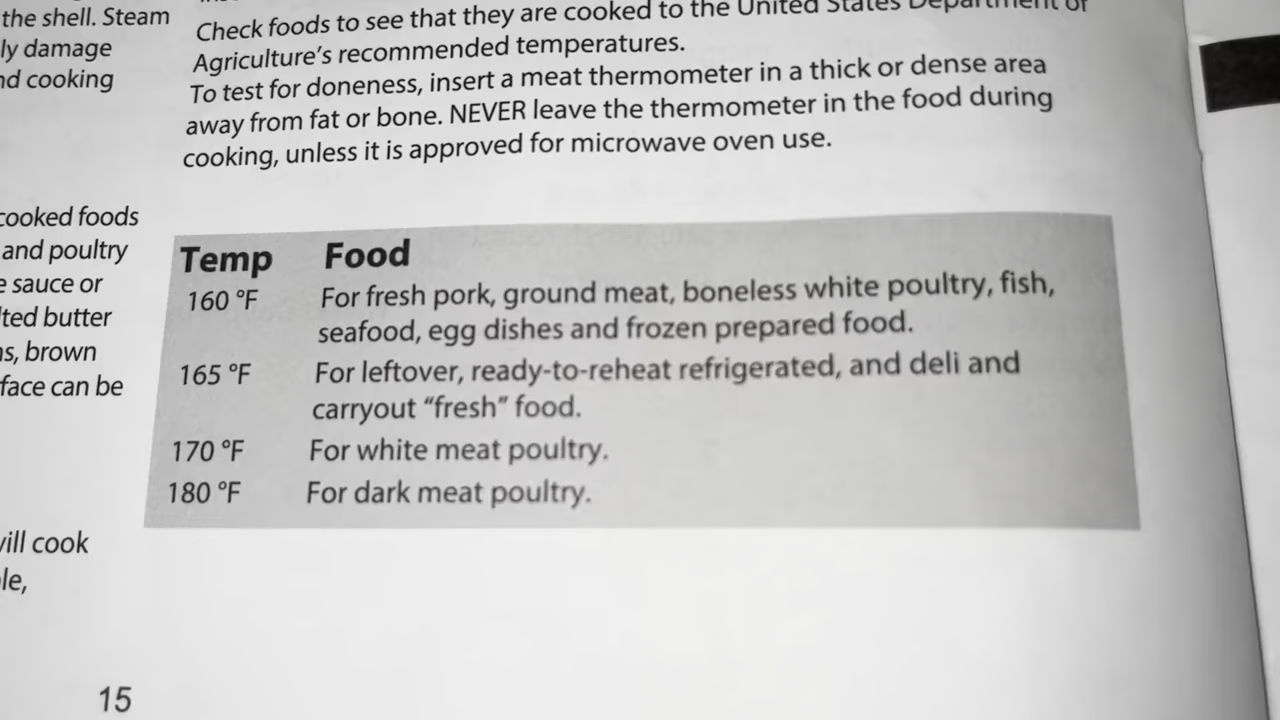 the shell. Steam
ly damage
nd cooking
cooked foods
and poultry
e sauce or
lted butter
ns, brown
face can be
vill cook
le,
15
Check foods to see that they are cooked to the United States Department of
Agriculture's recommended temperatures.
To test for doneness, insert a meat thermometer in a thick or dense area
away from fat or bone. NEVER leave the thermometer in the food during
cooking, unless it is approved for microwave oven use.
Temp Food
160 °F For fresh pork, ground meat, boneless white poultry, fish,
seafood, egg dishes and frozen prepared food.
165 °F For leftover, ready-to-reheat refrigerated, and deli and
carryout “fresh” food.
170 °F For white meat poultry.
180 °F For dark meat poultry.